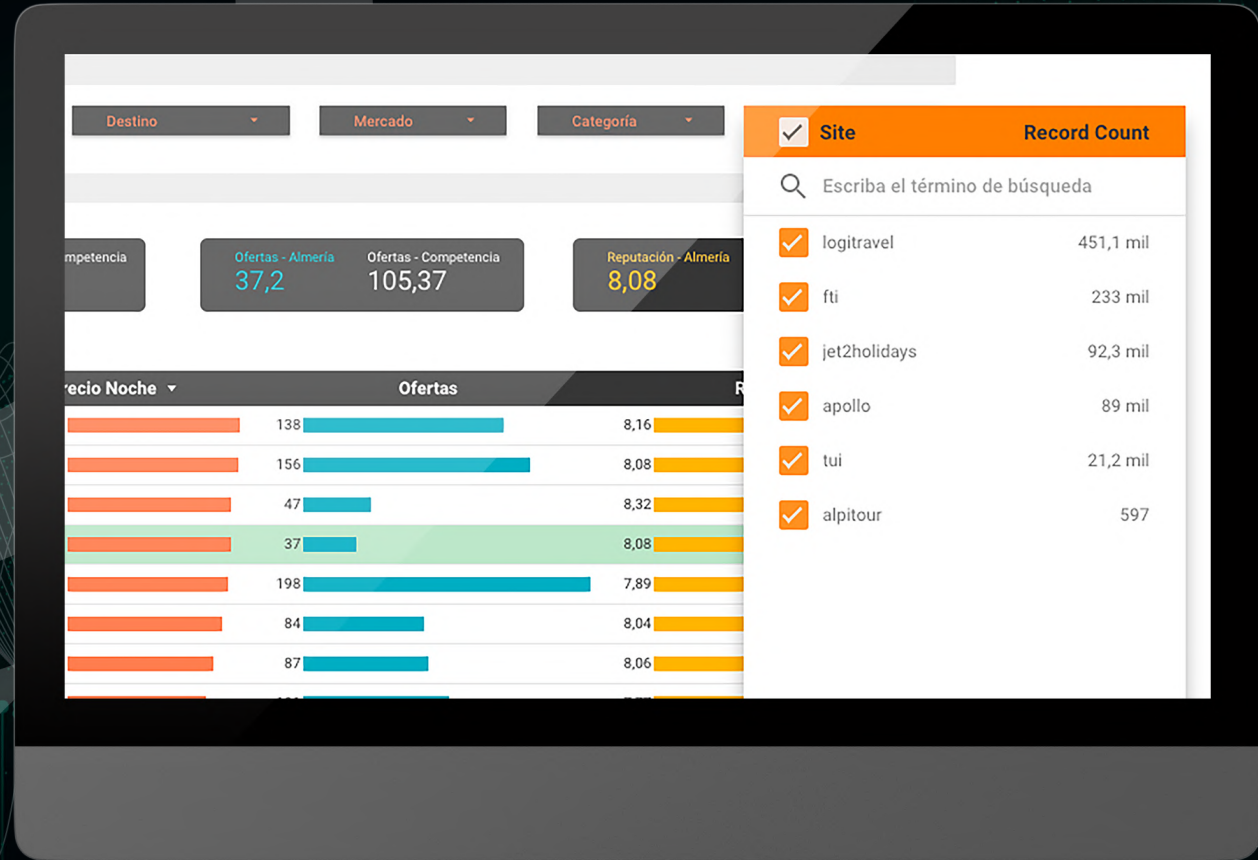 Destino
Mercado
Categoría
Site Record Count
Escriba el término de búsqueda
logitravel 451,1 mil
fti 233 mil
jet2holidays 92,3 mil
apollo 89 mil
tui 21,2 mil
alpitour 597
mpetencia
Ofertas - Almería Ofertas - Competencia
37,2 105,37
Reputación - Almería
8,08
recio Noche Ofertas R
138 8,16
156 8,08
47 8,32
37 8,08
198 7,89
84 8,04
87 8,06